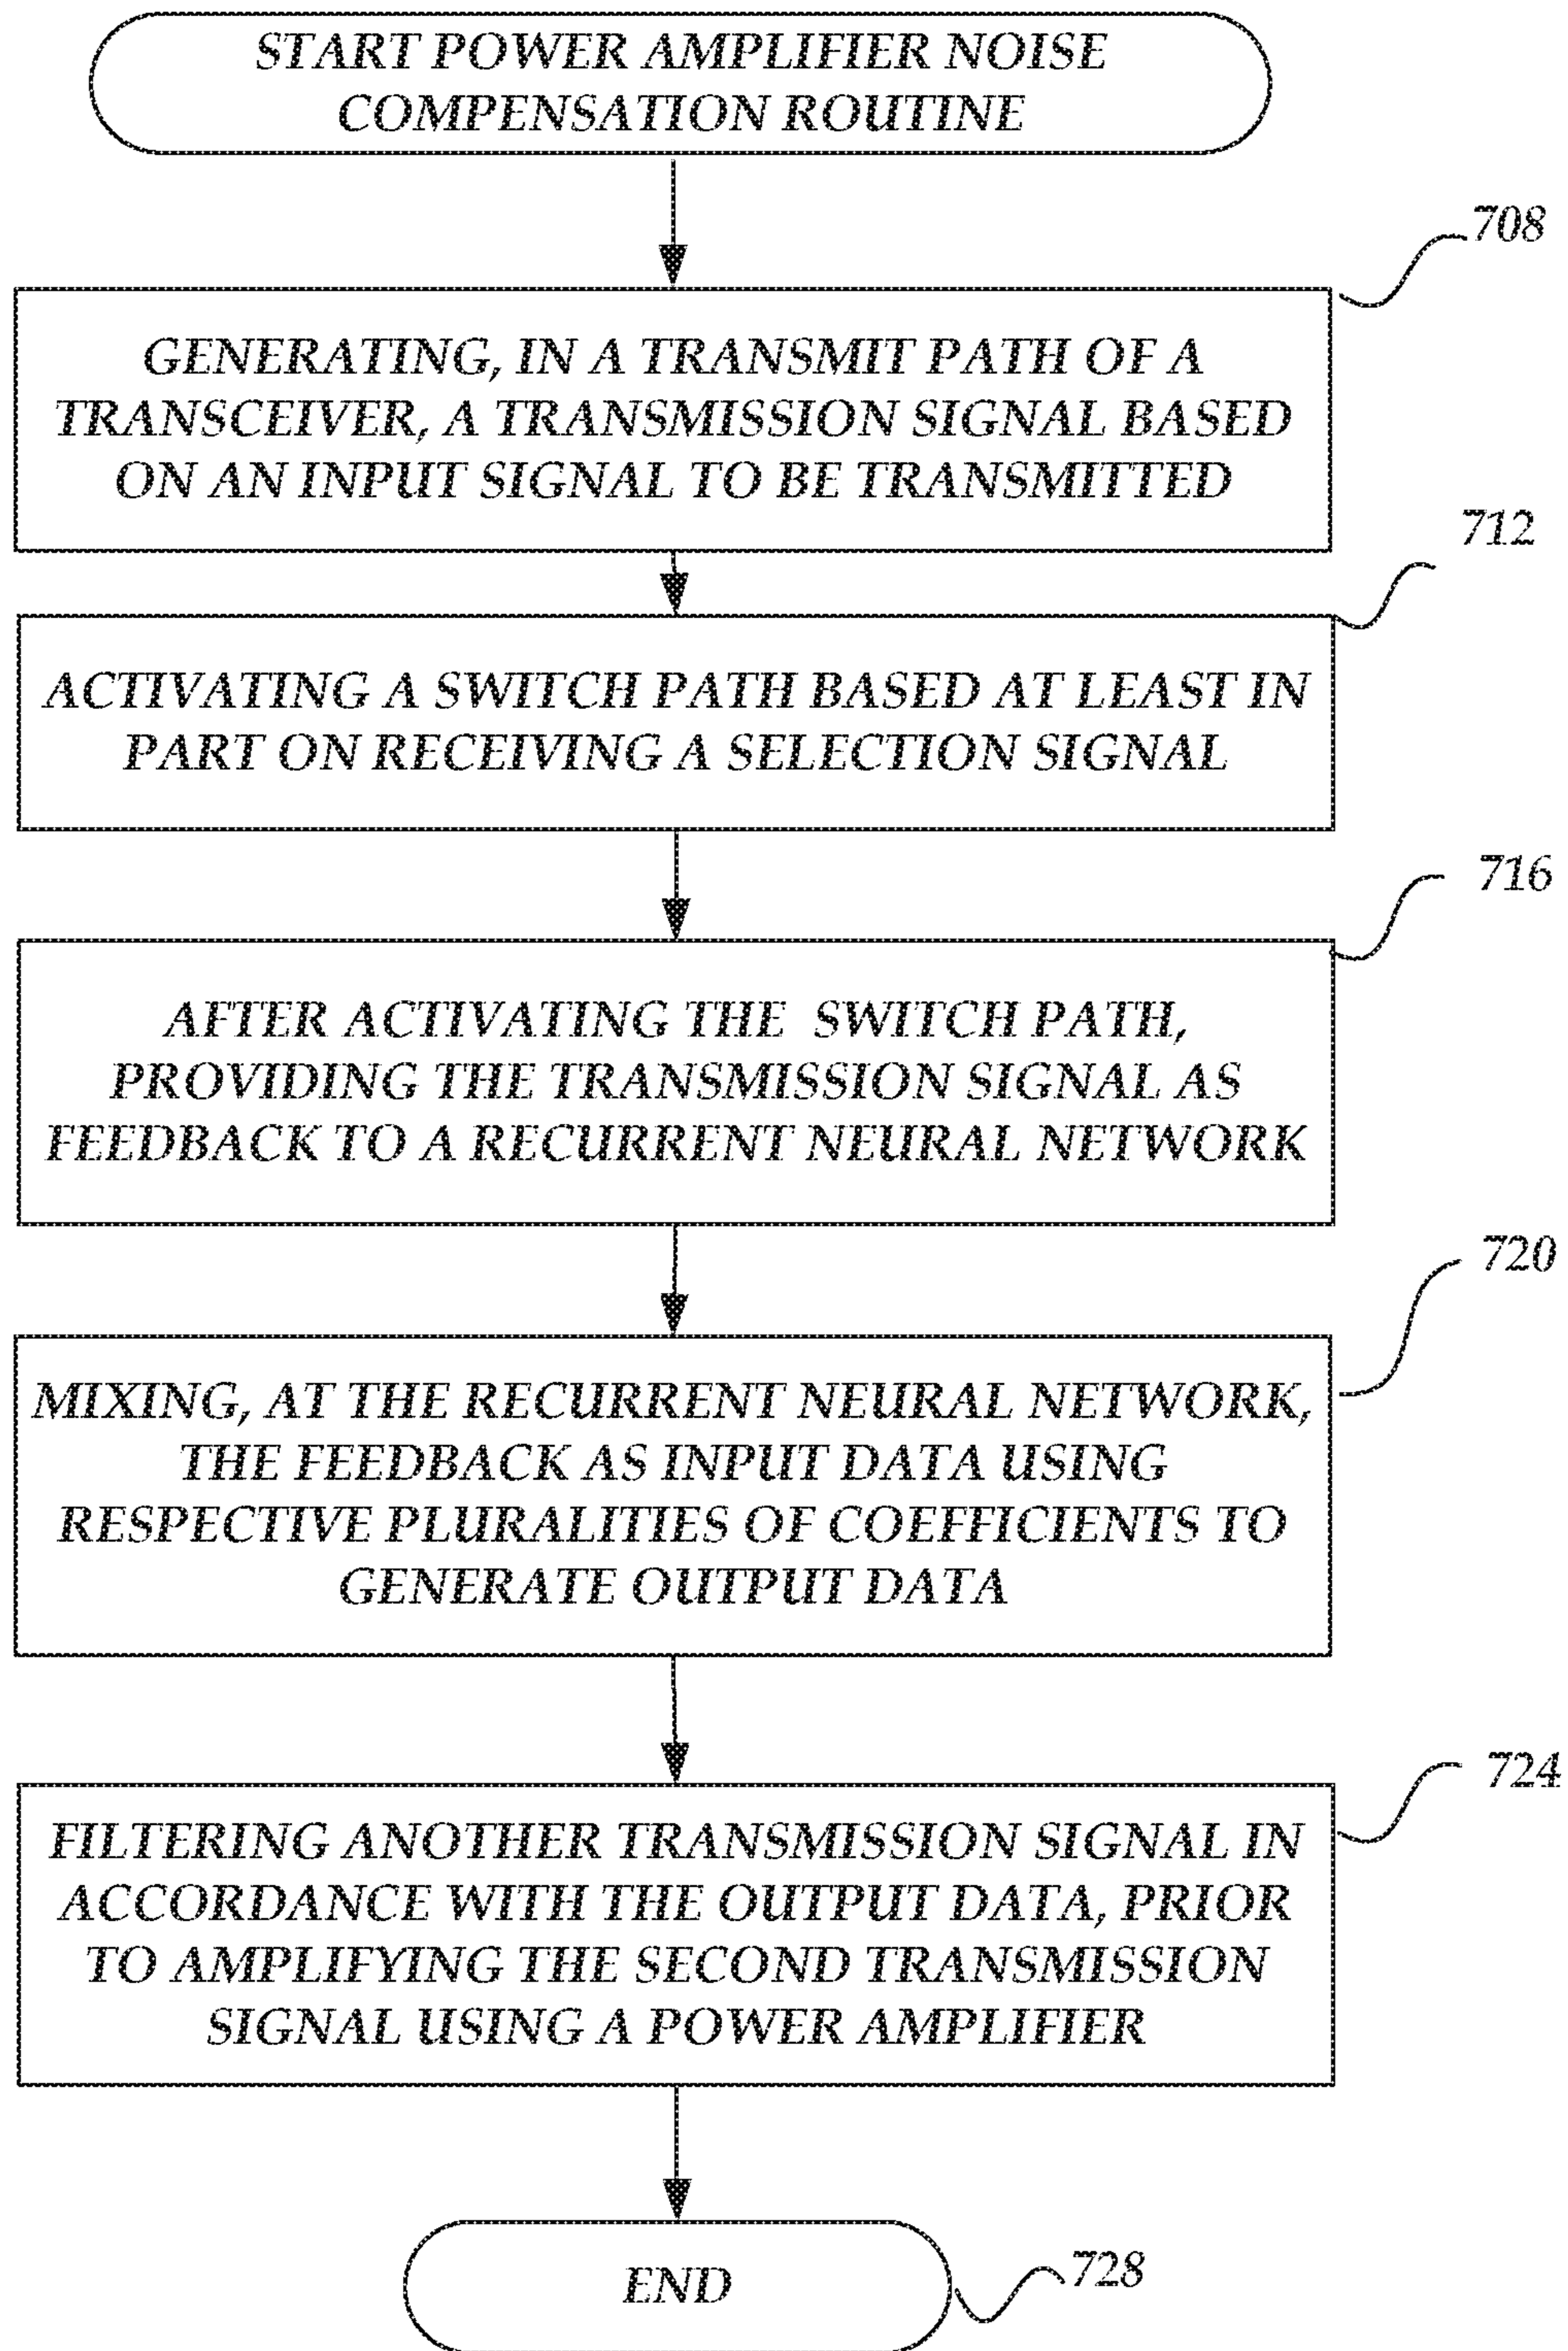 START POWER AMPLIFIER NOISE
COMPENSATION ROUTINE
708
GENERATING, IN A TRANSMIT PATH OF A
TRANSCEIVER, A TRANSMISSION SIGNAL BASED
ON AN INPUT SIGNAL TO BE TRANSMITTED
712
ACTIVATING A SWITCH PATH BASED AT LEAST IN
PART ON RECEIVING A SELECTION SIGNAL
716
AFTER ACTIVATING THE SWITCH PATH,
PROVIDING THE TRANSMISSION SIGNAL AS
FEEDBACK TO A RECURRENT NEURAL NETWORK
720
MIXING, AT THE RECURRENT NEURAL NETWORK,
THE FEEDBACK AS INPUT DATA USING
RESPECTIVE PLURALITIES OF COEFFICIENTS TO
GENERATE OUTPUT DATA
724
FILTERING ANOTHER TRANSMISSION SIGNAL IN
ACCORDANCE WITH THE OUTPUT DATA, PRIOR
TO AMPLIFYING THE SECOND TRANSMISSION
SIGNAL USING A POWER AMPLIFIER
END
728